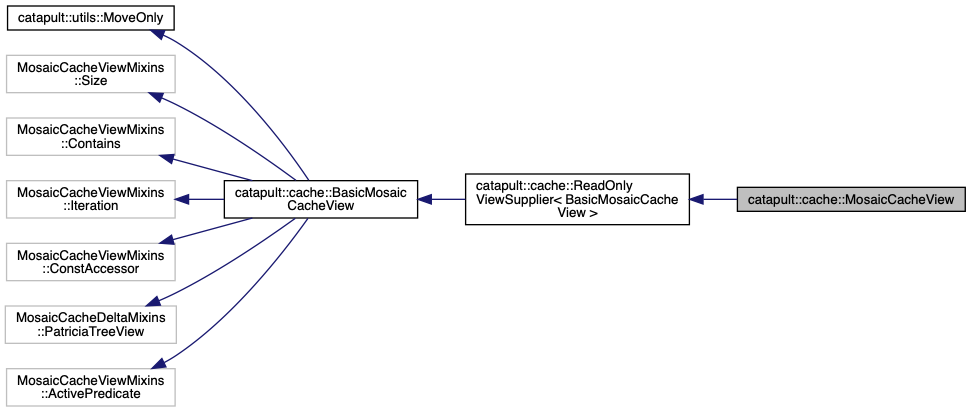 catapult::utils::MoveOnly
MosaicCacheViewMixins
::Size
MosaicCacheViewMixins
::Contains
MosaicCacheViewMixins
::Iteration
MosaicCacheViewMixins
::ConstAccessor
MosaicCacheDeltaMixins
::PatriciaTreeView
MosaicCacheViewMixins
::ActivePredicate
catapult::cache::BasicMosaic
CacheView
catapult::cache::ReadOnly
ViewSupplier< BasicMosaicCache
View >
catapult::cache::MosaicCacheView